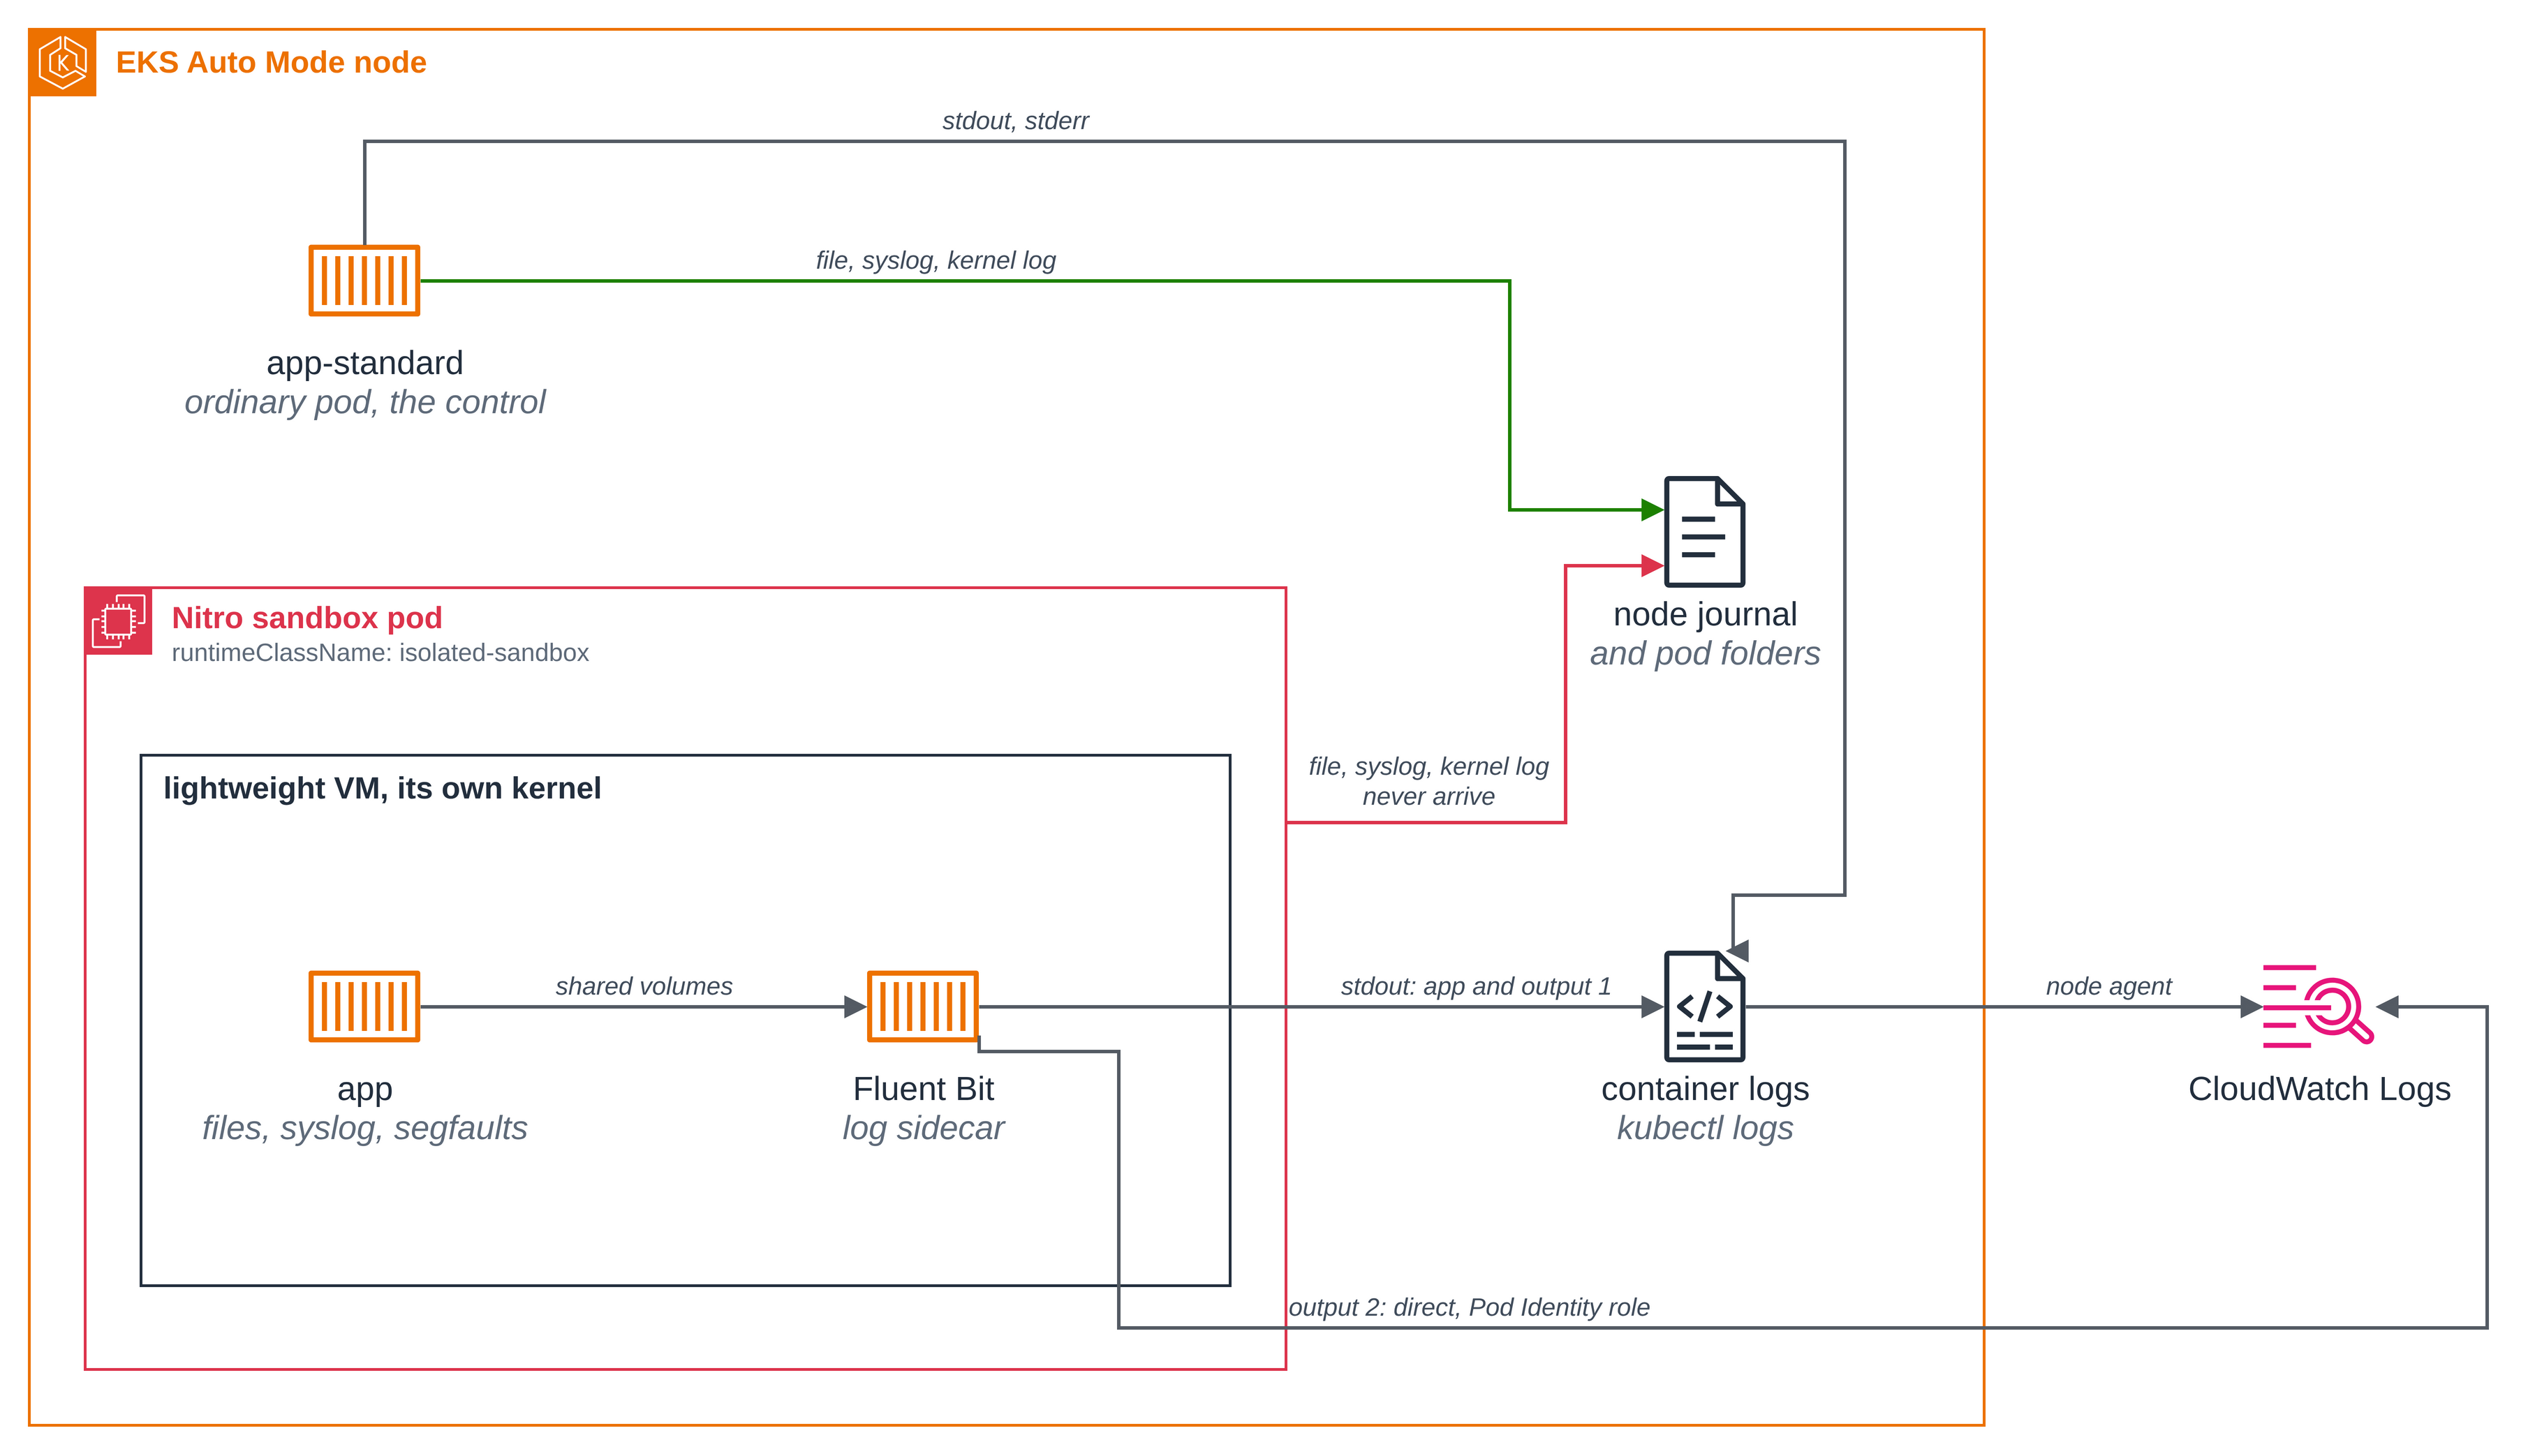 EKS Auto Mode node
stdout, stderr
file, syslog, kernel log
app-standard
ordinary pod, the control
node journal
and pod folders
Nitro sandbox pod
runtimeClassName: isolated-sandbox
file, syslog, kernel log
never arrive
lightweight VM, its own kernel
shared volumes
stdout: app and output 1
node agent
app
files, syslog, segfaults
Fluent Bit
log sidecar
container logs
kubectl logs
CloudWatch Logs
output 2: direct, Pod Identity role